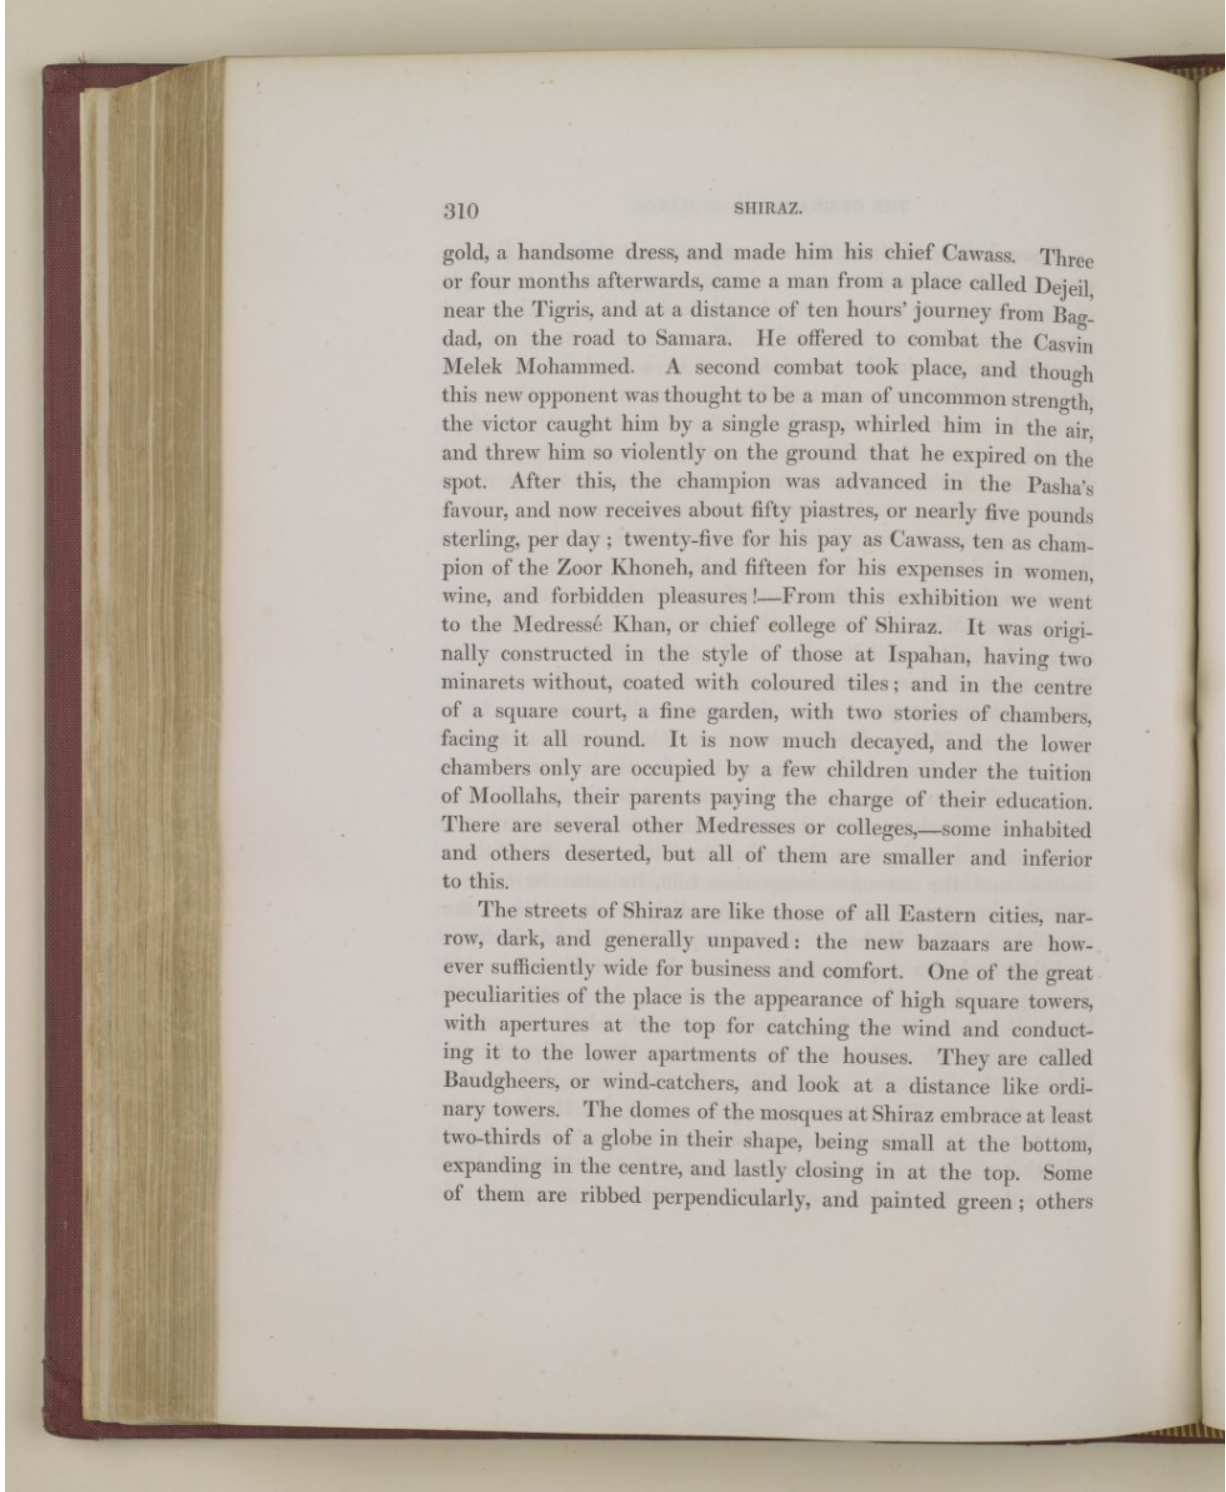 310 SHIRAZ.
gold, a handsome dress, and made him his chief Cawass. Three
or four months afterwards, came a man from a place called Dejeil,
near the Tigris, and at a distance of ten hours' journey from Bag-
dad, on the road to Samara. He offered to combat the Casvin
Melek Mohammed. A second combat took place, and though
this new opponent was thought to be a man of uncommon strength,
the victor caught him by a single grasp, whirled him in the air,
and threw him so violently on the ground that he expired on the
spot. After this, the champion was advanced in the Pasha's
favour, and now receives about fifty piastres, or nearly five pounds
sterling, per day; twenty-five for his pay as Cawass, ten as cham-
pion of the Zoor Khoneh, and fifteen for his expenses in women,
wine, and forbidden pleasures!—From this exhibition we went
to the Medressé Khan, or chief college of Shiraz. It was origi-
nally constructed in the style of those at Ispahan, having two
minarets without, coated with coloured tiles; and in the centre
of a square court, a fine garden, with two stories of chambers,
facing it all round. It is now much decayed, and the lower
chambers only are occupied by a few children under the tuition
of Moollahs, their parents paying the charge of their education.
There are several other Medresses or colleges,—some inhabited
and others deserted, but all of them are smaller and inferior
to this.
The streets of Shiraz are like those of all Eastern cities, nar-
row, dark, and generally unpaved: the new bazaars are how-
ever sufficiently wide for business and comfort. One of the great
peculiarities of the place is the appearance of high square towers,
with apertures at the top for catching the wind and conduct-
ing it to the lower apartments of the houses. They are called
Baudgheers, or wind-catchers, and look at a distance like ordi-
nary towers. The domes of the mosques at Shiraz embrace at least
two-thirds of a globe in their shape, being small at the bottom,
expanding in the centre, and lastly closing in at the top. Some
of them are ribbed perpendicularly, and painted green; others